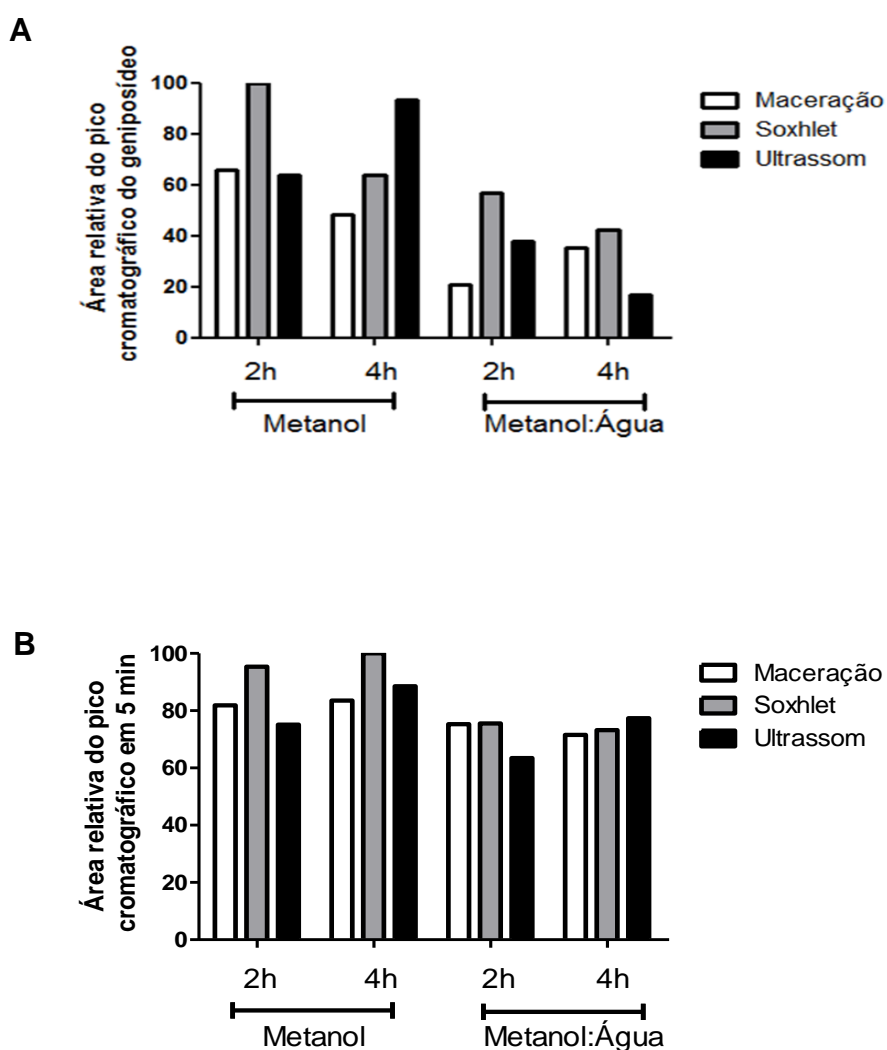 A
Área relativa do pico
cromatográfico do geniposídeo
100
80
60
40
20
0
2h
4h
2h
4h
Metanol
Metanol:Água
Maceração
Soxhlet
Ultrassom
B
Área relativa do pico
cromatográfico em 5 min
100
80
60
40
20
0
2h
4h
2h
4h
Metanol
Metanol:Água
Maceração
Soxhlet
Ultrassom